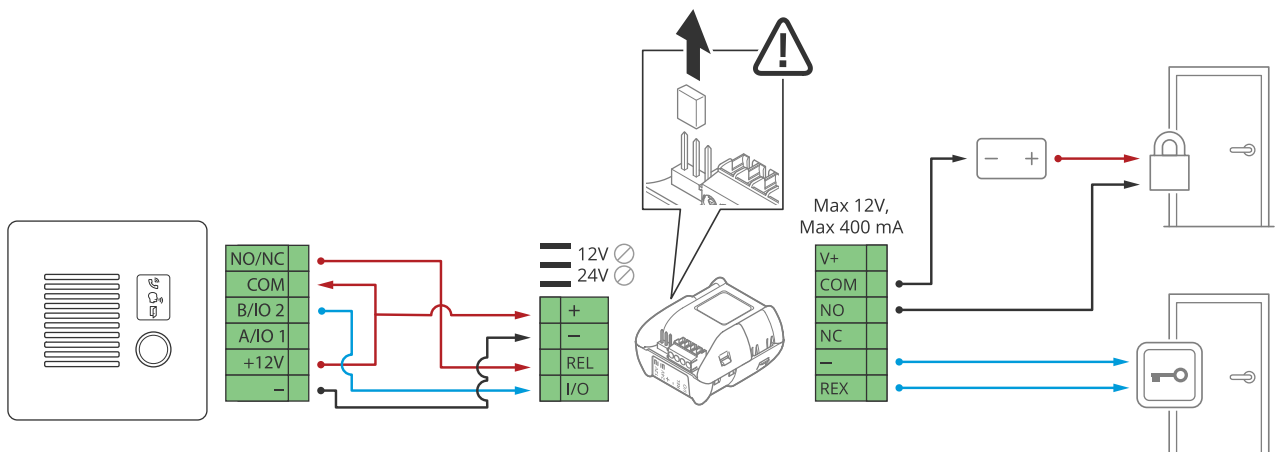 NO/NC
COM
B/IO 2
A/IO 1
+12V
–
12V
24V
+
–
REL
I/O
Max 12V,
Max 400 mA
V+
COM
NO
NC
–
REX
– +
!